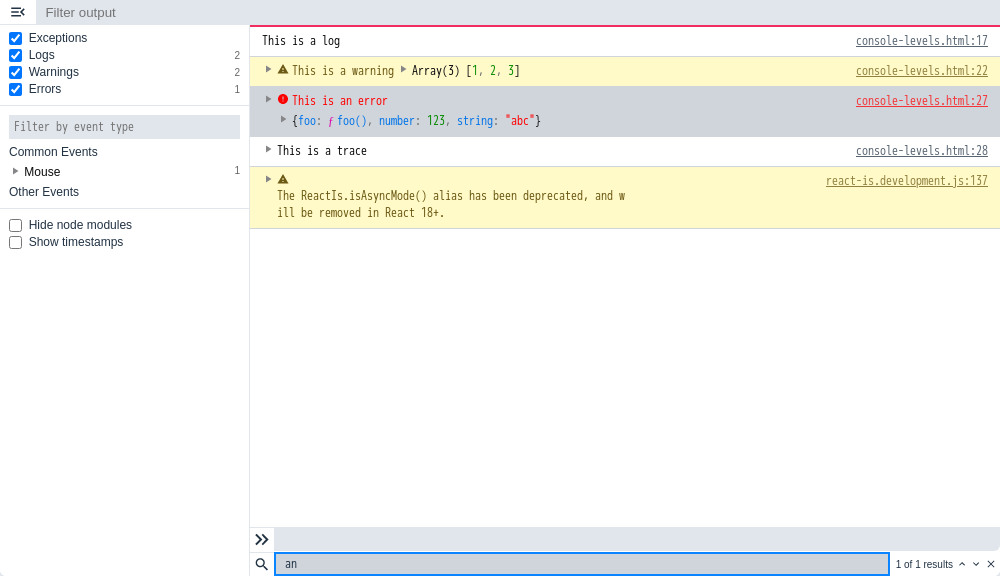 Filter output
Exceptions
Logs 2
Warnings 2
Errors 1
Filter by event type
Common Events
Mouse 1
Other Events
Hide node modules
Show timestamps
This is a log console-levels.html:17
This is a warning Array(3) [1, 2, 3] console-levels.html:22
This is an error console-levels.html:27
{foo: ƒ foo(), number: 123, string: "abc"}
This is a trace console-levels.html:28
react-is.development.js:137
The ReactIs.isAsyncMode() alias has been deprecated, and w
ill be removed in React 18+.
an 1 of 1 results